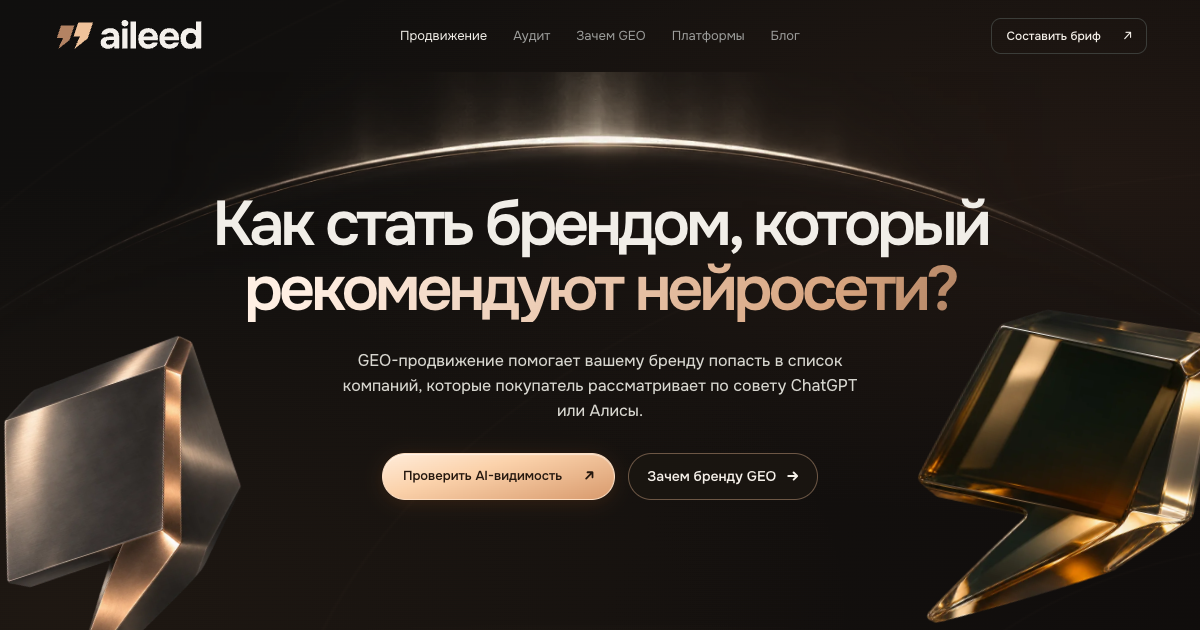 aileed
Продвижение
Аудит
Зачем GEO
Платформы
Блог
Составить бриф
Как стать брендом, который
рекомендуют нейросети?
GEO-продвижение помогает вашему бренду попасть в список
компаний, которые покупатель рассматривает по совету ChatGPT
или Алисы.
Проверить AI-видимость
Зачем бренду GEO